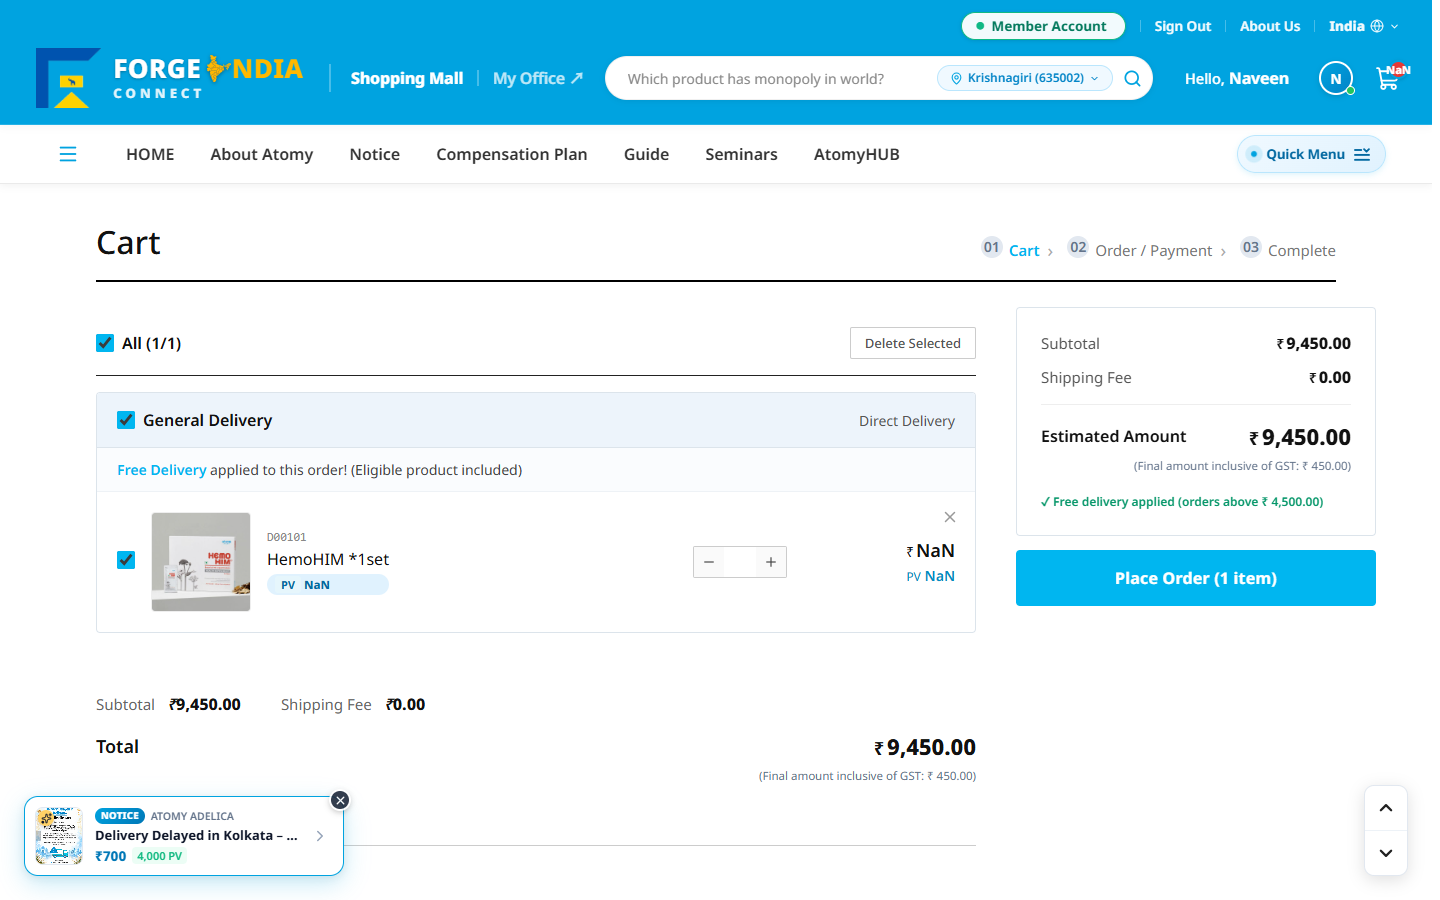 Member Account
Sign Out
About Us
India
FORGE INDIA
CONNECT
Shopping Mall
My Office ↗
Which product has monopoly in world?
Krishnagiri (635002)
Hello, Naveen
N
NaN
HOME
About Atomy
Notice
Compensation Plan
Guide
Seminars
AtomyHUB
Quick Menu
Cart
01 Cart ›
02 Order / Payment ›
03 Complete
All (1/1)
Delete Selected
General Delivery
Direct Delivery
Free Delivery applied to this order! (Eligible product included)
HEMO
HIM
D00101
HemoHIM *1set
PV NaN
− +
₹ NaN
PV NaN
Subtotal ₹9,450.00
Shipping Fee ₹0.00
Total
₹ 9,450.00
(Final amount inclusive of GST: ₹ 450.00)
Subtotal ₹ 9,450.00
Shipping Fee ₹ 0.00
Estimated Amount ₹ 9,450.00
(Final amount inclusive of GST: ₹ 450.00)
✓ Free delivery applied (orders above ₹ 4,500.00)
Place Order (1 item)
NOTICE ATOMY ADELICA
Delivery Delayed in Kolkata – ...
₹700 4,000 PV